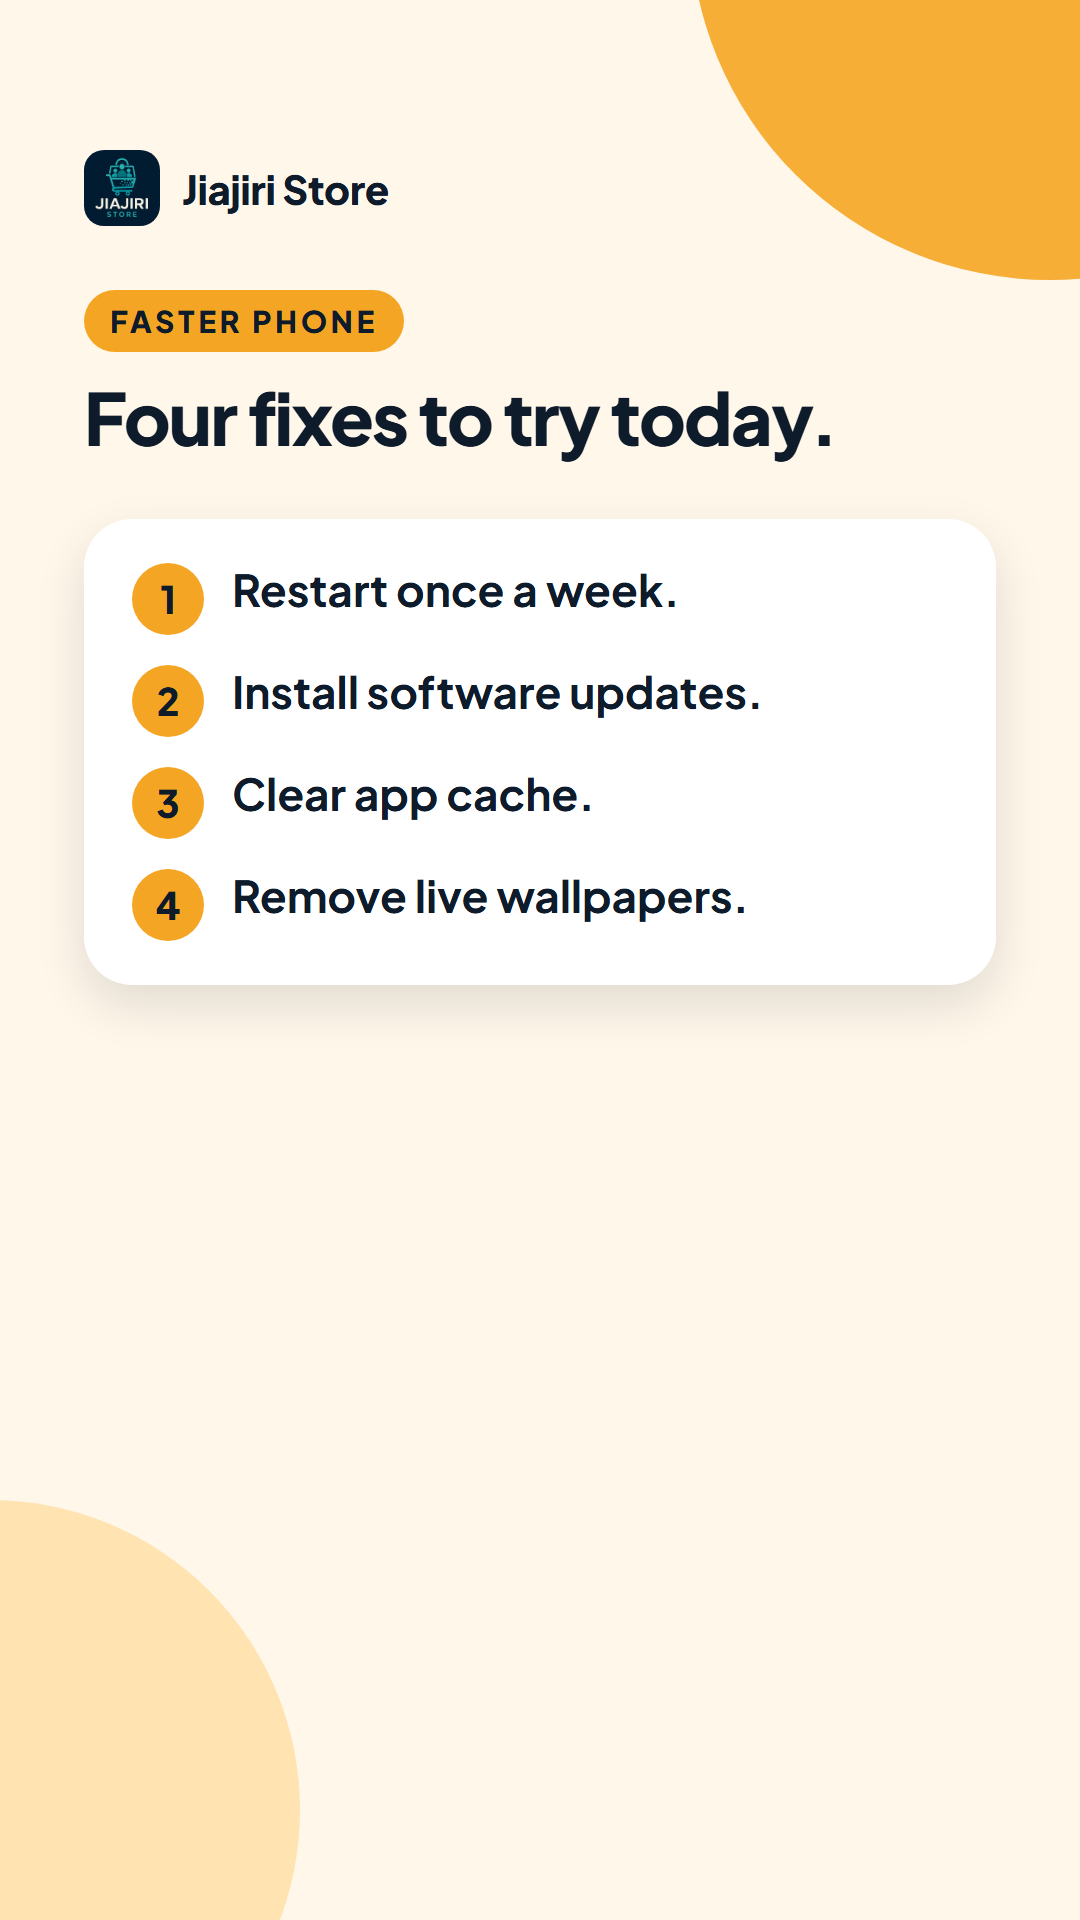 JIAJIRI
STORE
Jiajiri Store
FASTER PHONE
Four fixes to try today.
1 Restart once a week.
2 Install software updates.
3 Clear app cache.
4 Remove live wallpapers.